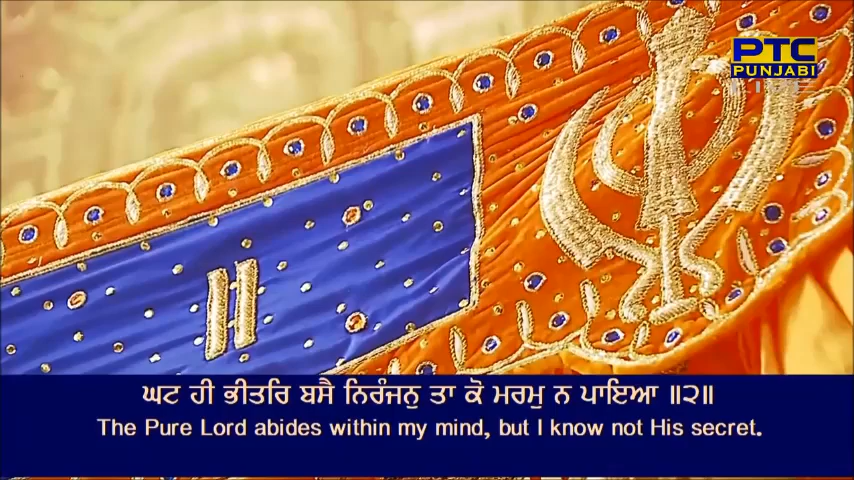 PTC
PUNJABI
LIVE
॥
ਘਟ ਹੀ ਭੀਤਰਿ ਬਸੈ ਨਿਰੰਜਨੁ ਤਾ ਕੋ ਮਰਮੁ ਨ ਪਾਇਆ ॥੨॥
The Pure Lord abides within my mind, but I know not His secret.